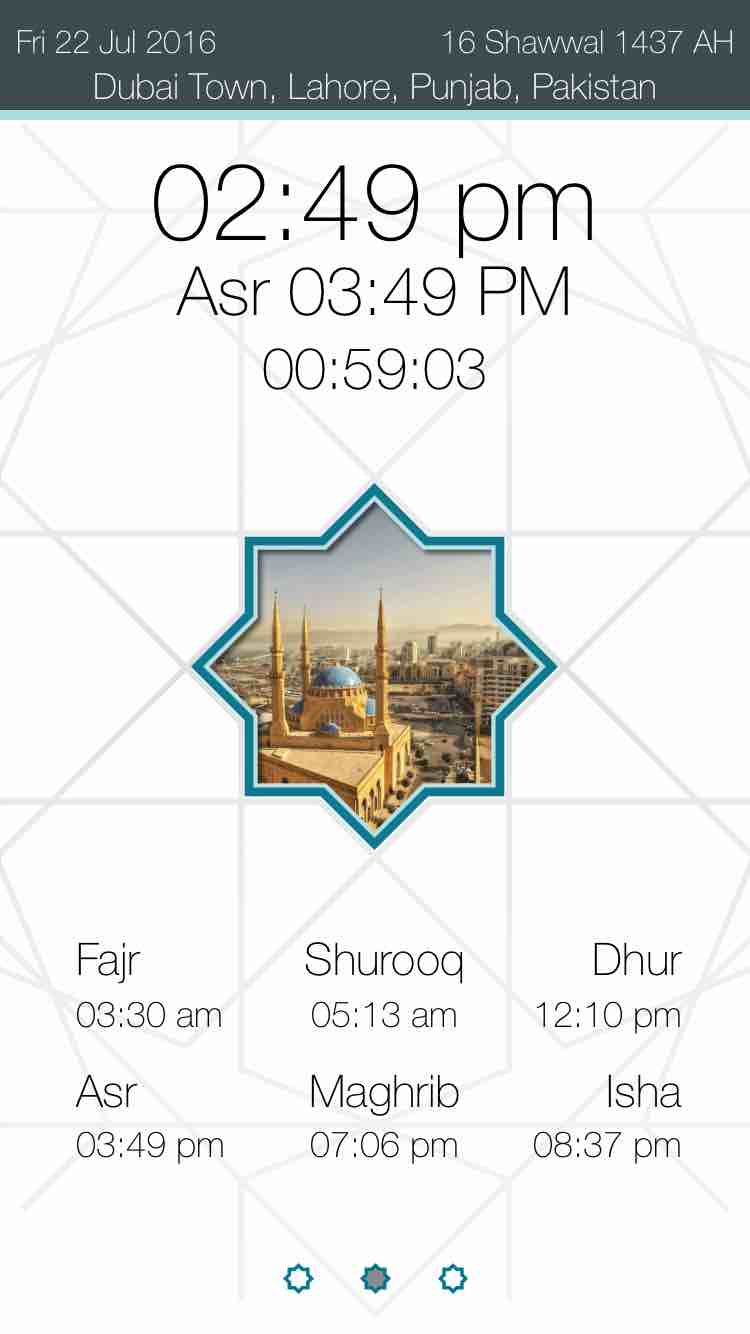 Fri 22 Jul 2016 16 Shawwal 1437 AH
Dubai Town, Lahore, Punjab, Pakistan
02:49 pm
Asr 03:49 PM
00:59:03
Fajr Shurooq Dhur
03:30 am 05:13 am 12:10 pm
Asr Maghrib Isha
03:49 pm 07:06 pm 08:37 pm